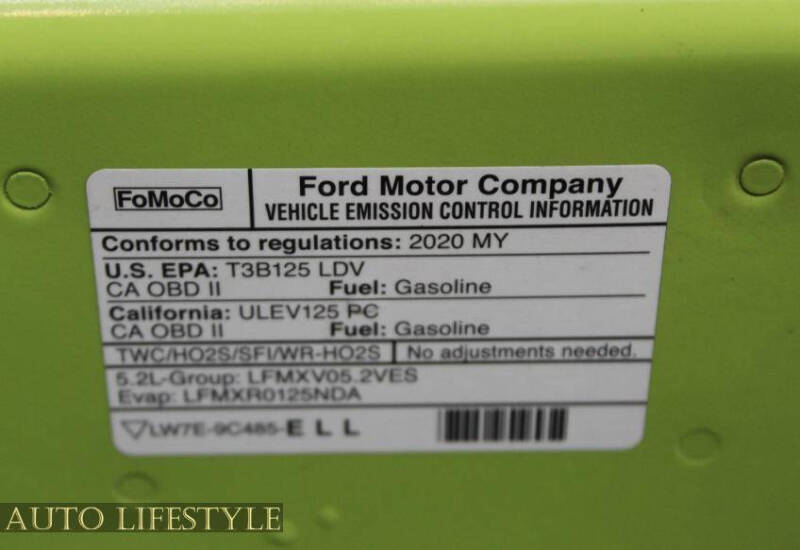 FoMoCo
Ford Motor Company
VEHICLE EMISSION CONTROL INFORMATION
Conforms to regulations: 2020 MY
U.S. EPA: T3B125 LDV
CA OBD II Fuel: Gasoline
California: ULEV125 PC
CA OBD II Fuel: Gasoline
TWC/HO2S/SFI/WR-HO2S No adjustments needed.
5.2L-Group: LFMXV05.2VES
Evap: LFMXR0125NDA
LW7E-9C485-ELL
AUTO LIFESTYLE